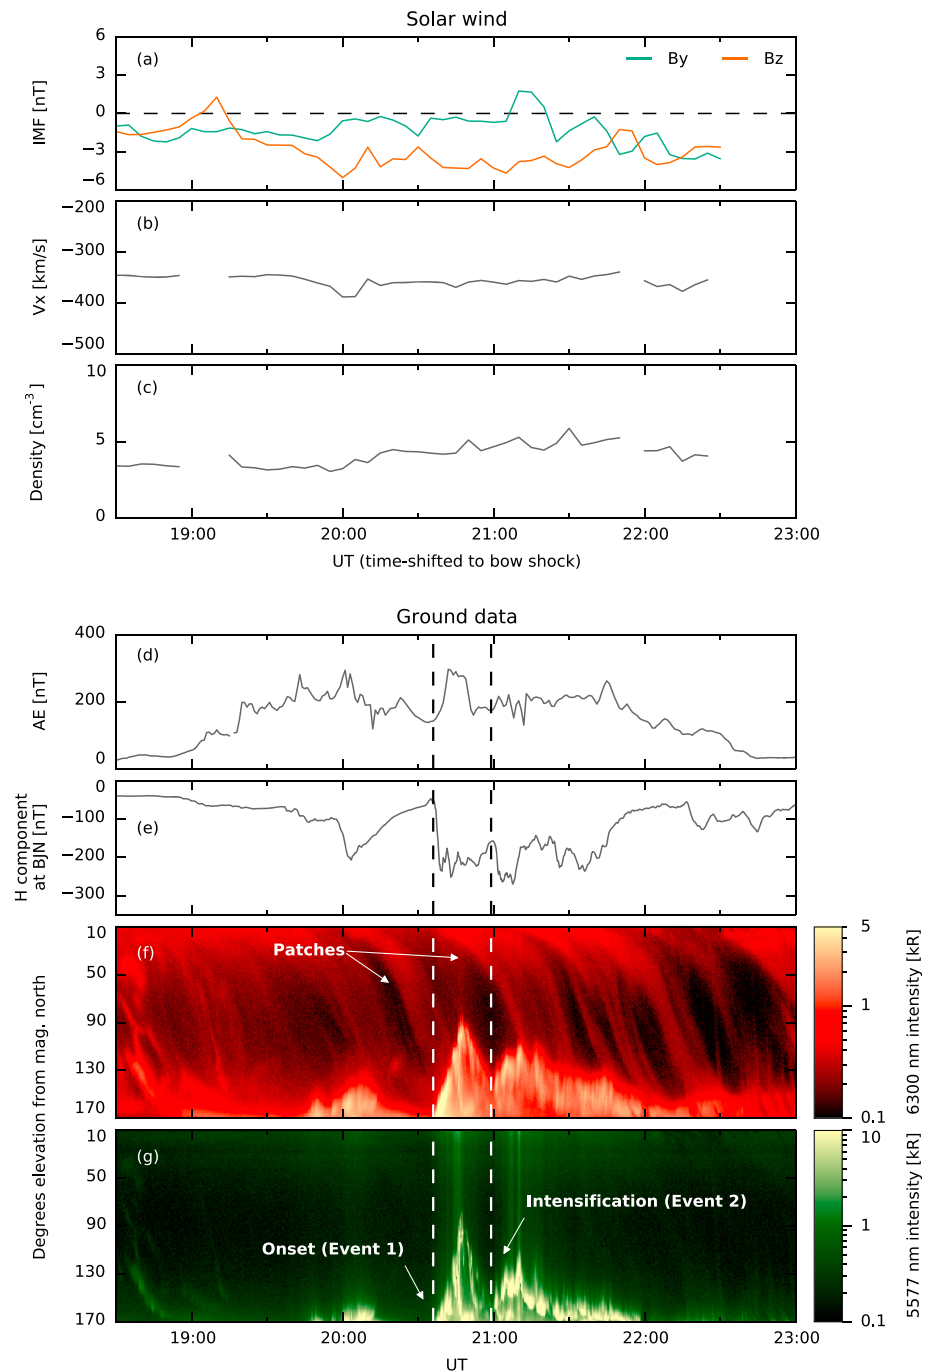 Solar wind
(a)
By
Bz
6
3
0
−3
−6
IMF [nT]
(b)
−200
−300
−400
−500
Vx [km/s]
(c)
10
5
0
Density [cm-3]
19:00
20:00
21:00
22:00
23:00
UT (time-shifted to bow shock)
Ground data
(d)
400
300
200
0
AE [nT]
(e)
0
−100
−200
−300
H component
at BJN [nT]
(f)
Patches
10
50
90
130
170
5
1
0.1
6300 nm intensity [kR]
(g)
Intensification (Event 2)
Onset (Event 1)
10
50
90
130
170
Degrees elevation from mag. north
10
1
0.1
5577 nm intensity [kR]
19:00
20:00
21:00
22:00
23:00
UT